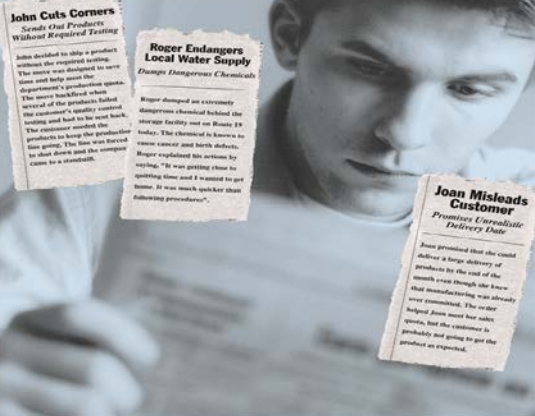 John Cuts Corners
Sends Out Products
Without Required Testing
John decided to ship a product
without the required testing.
The move was designed to save
time and help meet the
department's production quota.
The move backfired when
several of the products failed
the customer's quality control
testing and had to be sent back.
The customer needed the
products to keep the production
line going. The line was forced
to shut down and the company
came to a standstill.
Roger Endangers
Local Water Supply
Dumps Dangerous Chemicals
Roger dumped an extremely
dangerous chemical behind the
storage facility out on Route 19
today. The chemical is known to
cause cancer and birth defects.
Roger explained his actions by
saying, "It was getting close to
quitting time and I wanted to get
home. It was much quicker than
following procedures".
Joan Misleads
Customer
Promises Unrealistic
Delivery Date
Joan promised that she could
deliver a large delivery of
products by the end of the
month even though she knew
that manufacturing was already
over committed. The order
helped Joan meet her sales
quota, but the customer is
probably not going to get the
product as expected.